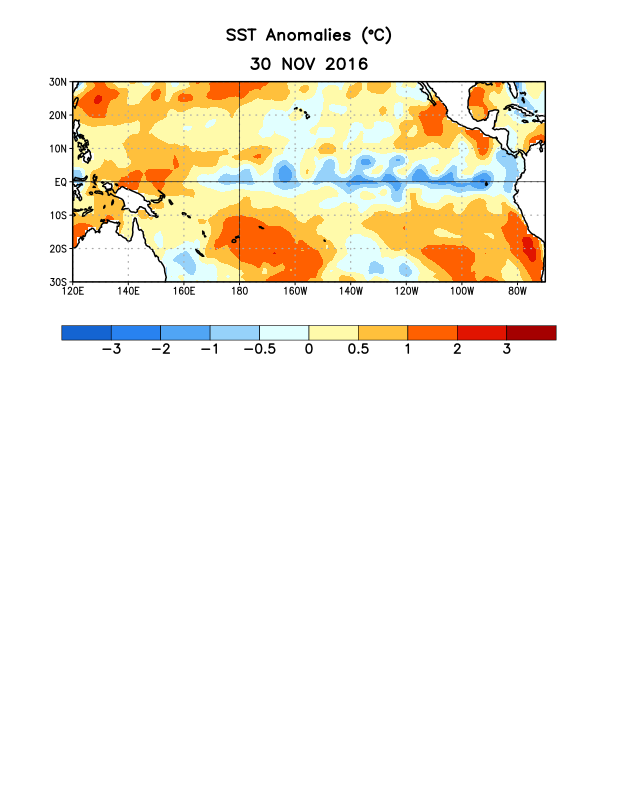 SST Anomalies (°C)
30 NOV 2016
30N
20N
10N
EQ
10S
20S
30S
120E 140E 160E 180 160W 140W 120W 100W 80W
-3 -2 -1 -0.5 0 0.5 1 2 3